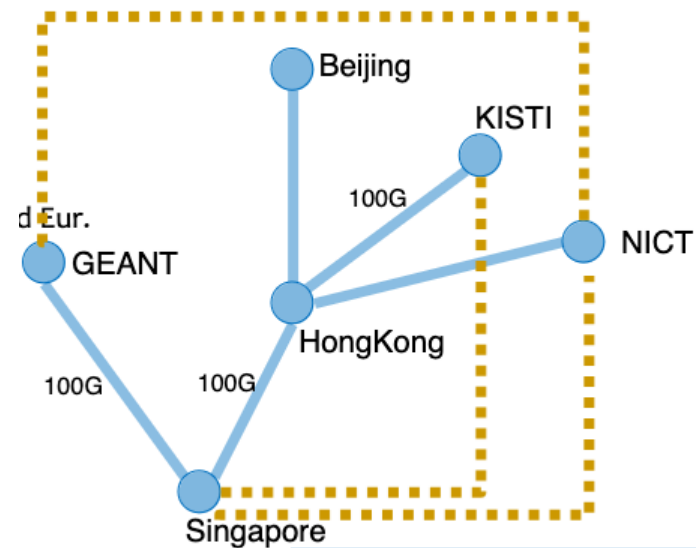 Beijing
KISTI
100G
d Eur.
GEANT
NICT
HongKong
100G
100G
Singapore